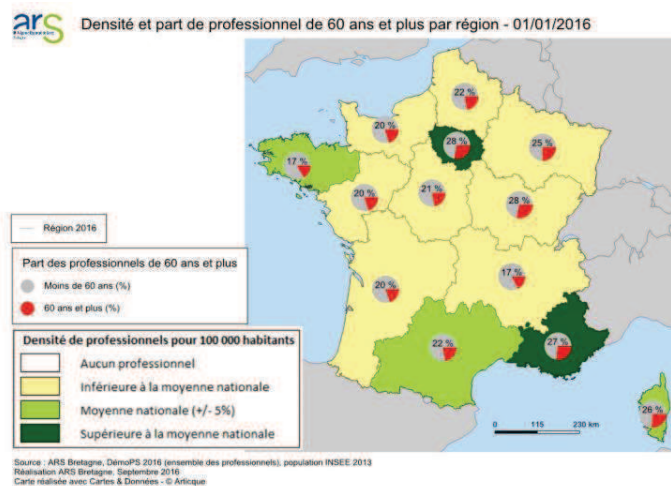 ars
Densité et part de professionnel de 60 ans et plus par région - 01/01/2016
22 %
20 %
28 %
25 %
17 %
20 %
21 %
28 %
20 %
17 %
22 %
27 %
26 %
Région 2016
Part des professionnels de 60 ans et plus
Moins de 60 ans (%)
60 ans et plus (%)
Densité de professionnels pour 100 000 habitants
Aucun professionnel
Inférieure à la moyenne nationale
Moyenne nationale (+/- 5%)
Supérieure à la moyenne nationale
0 115 230 km
Source : ARS Bretagne, DémoPS 2016 (ensemble des professionnels), population INSEE 2013
Réalisation ARS Bretagne, Septembre 2016
Carte réalisée avec Cartes & Données - © Articque